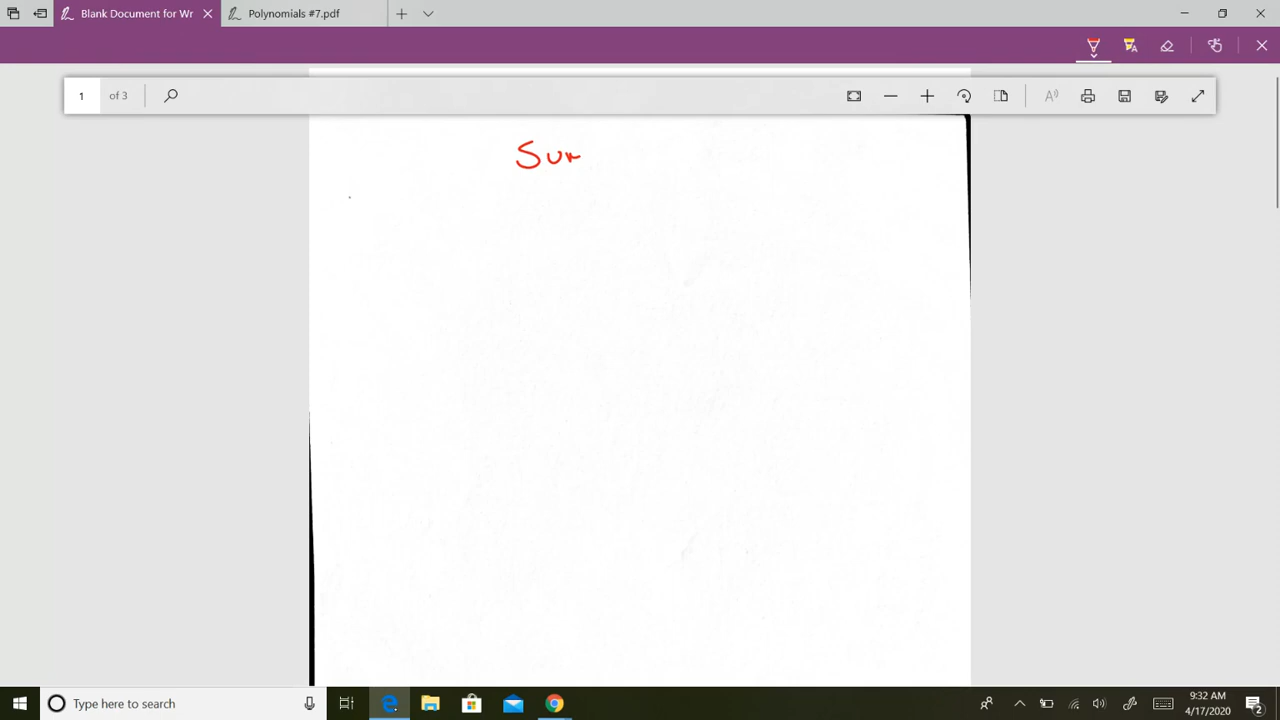 Blank Document for Wr
Polynomials #7.pdf
1 of 3
Sur
Type here to search
9:32 AM
4/17/2020
2